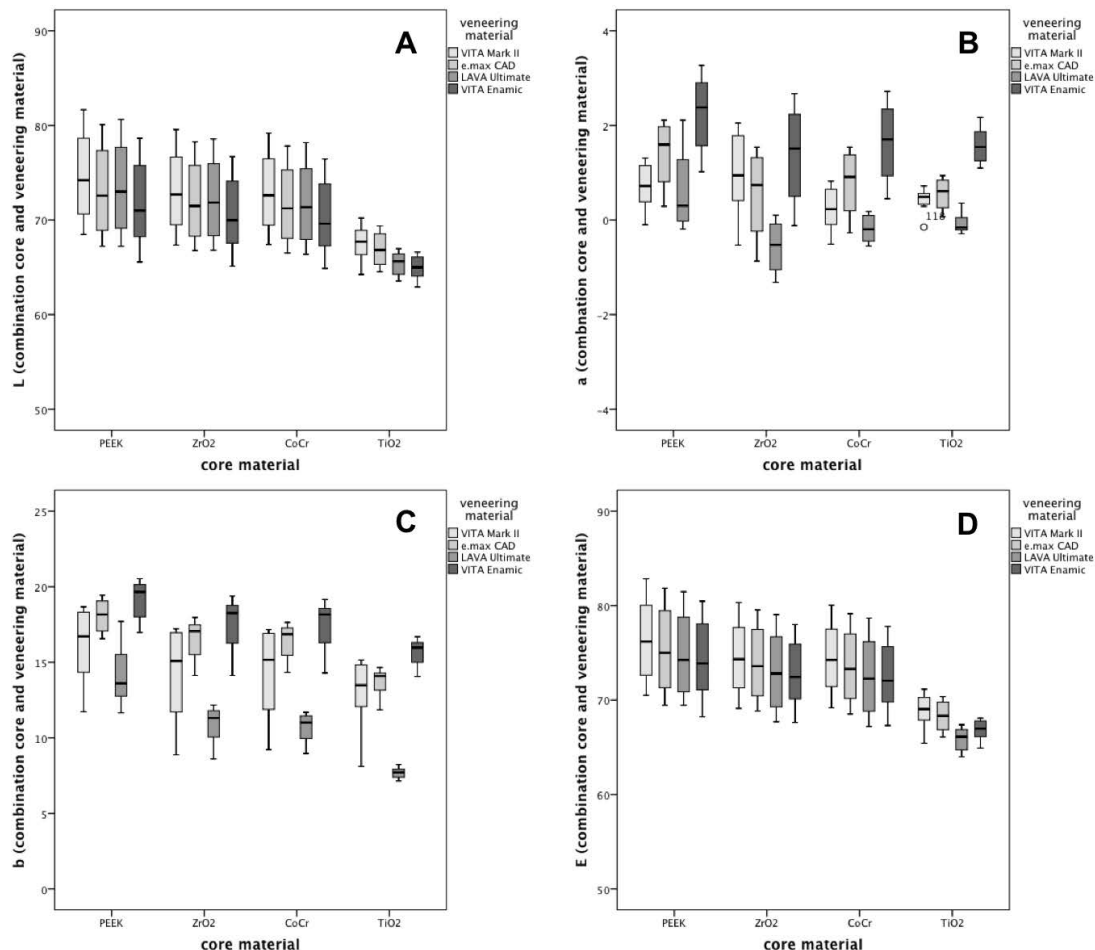 A
90
80
70
60
50
L (combination core and veneering material)
PEEK
ZrO2
CoCr
TiO2
core material
veneering
material
VITA Mark II
e.max CAD
LAVA Ultimate
VITA Enamic
B
4
2
0
-2
-4
a (combnation core and veneering material)
PEEK
ZrO2
CoCr
TiO2
core material
veneering
material
VITA Mark II
e.max CAD
LAVA Ultimate
VITA Enamic
C
25
20
15
10
5
0
b (combination core and veneering material)
PEEK
ZrO2
CoCr
TiO2
core material
veneering
material
VITA Mark II
e.max CAD
LAVA Ultimate
VITA Enamic
D
90
80
70
60
50
E (combination core and veneering material)
PEEK
ZrO2
CoCr
TiO2
core material
veneering
material
VITA Mark II
e.max CAD
LAVA Ultimate
VITA Enamic